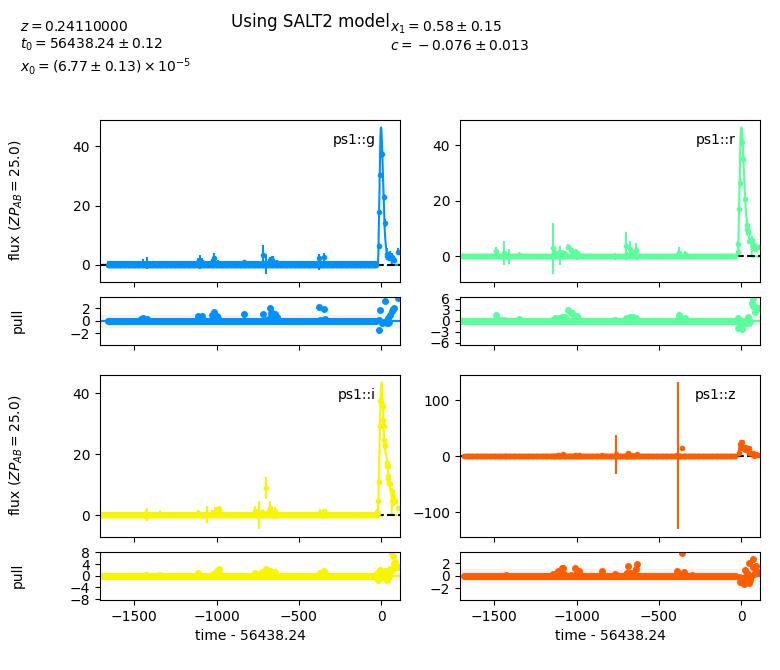 Using SALT2 model
z = 0.24110000
t₀ = 56438.24 ± 0.12
x₀ = (6.77 ± 0.13) × 10⁻⁵
x₁ = 0.58 ± 0.15
c = −0.076 ± 0.013
flux (ZP_AB = 25.0)
40
20
0
ps1::g
40
20
0
ps1::r
pull
2
0
−2
6
3
0
−3
−6
flux (ZP_AB = 25.0)
40
20
0
ps1::i
100
0
−100
ps1::z
pull
8
4
0
−4
−8
2
0
−2
−1500 −1000 −500 0
−1500 −1000 −500 0
time - 56438.24
time - 56438.24